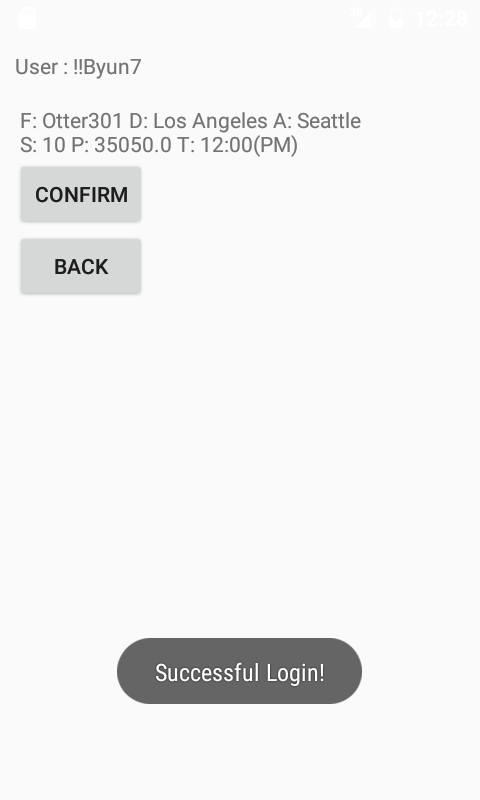 12:28
User : !!Byun7
F: Otter301 D: Los Angeles A: Seattle
S: 10 P: 35050.0 T: 12:00(PM)
CONFIRM
BACK
Successful Login!